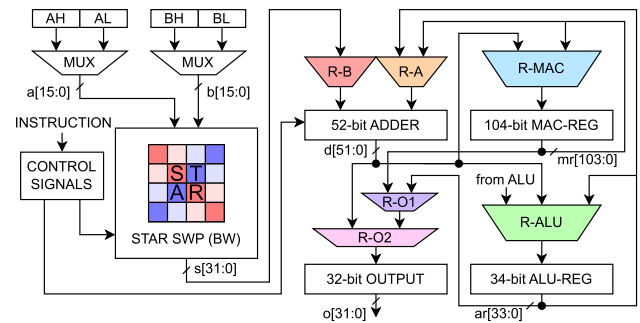 AH AL BH BL
MUX MUX
a[15:0] b[15:0]
R-B R-A R-MAC
INSTRUCTION
52-bit ADDER 104-bit MAC-REG
d[51:0] mr[103:0]
CONTROL
SIGNALS
S T
A R
STAR SWP (BW)
from ALU
R-O1
R-ALU
R-O2
s[31:0]
32-bit OUTPUT 34-bit ALU-REG
o[31:0] ar[33:0]